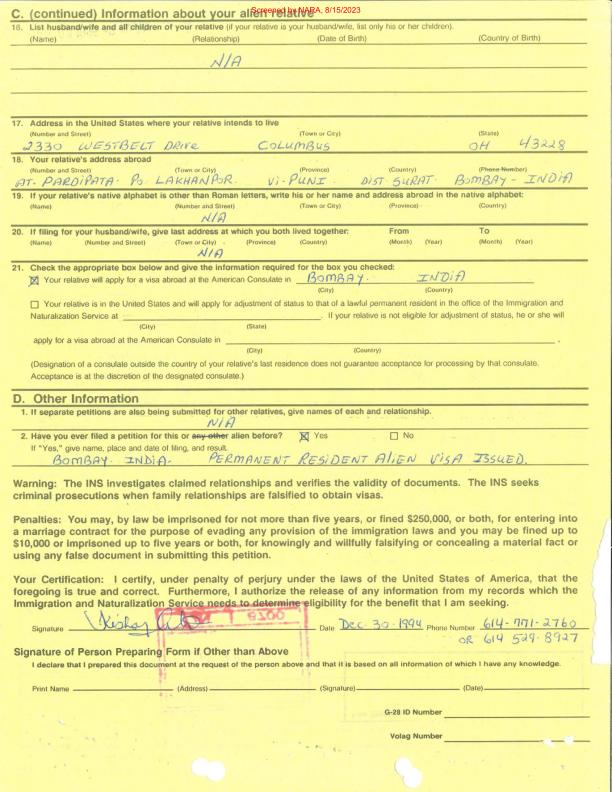 Screened by NARA, 8/15/2023
C. (continued) Information about your alien relative
16. List husband/wife and all children of your relative (if your relative is your husband/wife, list only his or her children).
(Name) (Relationship) (Date of Birth) (Country of Birth)
N/A
17. Address in the United States where your relative intends to live
(Number and Street) (Town or City) (State)
2330 WESTBELT Drive COLUMBUS OH 43228
18. Your relative's address abroad
(Number and Street) (Town or City) (Province) (Country) (Phone Number)
AT- PARDIPATA- Po LAKHANPOR. Vi-PUNI. DIST SURAT. BOMBAY - INDIA
19. If your relative's native alphabet is other than Roman letters, write his or her name and address abroad in the native alphabet:
(Name) (Number and Street) (Town or City) (Province) (Country)
N/A
20. If filing for your husband/wife, give last address at which you both lived together: From To
(Name) (Number and Street) (Town or City) (Province) (Country) (Month) (Year) (Month) (Year)
N/A
21. Check the appropriate box below and give the information required for the box you checked:
Your relative will apply for a visa abroad at the American Consulate in BOMBAY. INDIA
(City) (Country)
Your relative is in the United States and will apply for adjustment of status to that of a lawful permanent resident in the office of the Immigration and
Naturalization Service at . If your relative is not eligible for adjustment of status, he or she will
(City) (State)
apply for a visa abroad at the American Consulate in .
(City) (Country)
(Designation of a consulate outside the country of your relative's last residence does not guarantee acceptance for processing by that consulate.
Acceptance is at the discretion of the designated consulate.)
D. Other Information
1. If separate petitions are also being submitted for other relatives, give names of each and relationship.
N/A
2. Have you ever filed a petition for this or any other alien before? Yes No
If "Yes," give name, place and date of filing, and result.
BOMBAY- INDIA- PERMANENT RESIDENT ALIEN VISA ISSUED.
Warning: The INS investigates claimed relationships and verifies the validity of documents. The INS seeks
criminal prosecutions when family relationships are falsified to obtain visas.
Penalties: You may, by law be imprisoned for not more than five years, or fined $250,000, or both, for entering into
a marriage contract for the purpose of evading any provision of the immigration laws and you may be fined up to
$10,000 or imprisoned up to five years or both, for knowingly and willfully falsifying or concealing a material fact or
using any false document in submitting this petition.
Your Certification: I certify, under penalty of perjury under the laws of the United States of America, that the
foregoing is true and correct. Furthermore, I authorize the release of any information from my records which the
Immigration and Naturalization Service needs to determine eligibility for the benefit that I am seeking.
Signature Date Dec-30-1994 Phone Number 614-771-2760
OR 614 529-8927
Signature of Person Preparing Form if Other than Above
I declare that I prepared this document at the request of the person above and that it is based on all information of which I have any knowledge.
Print Name (Address) (Signature) (Date)
G-28 ID Number
Volag Number